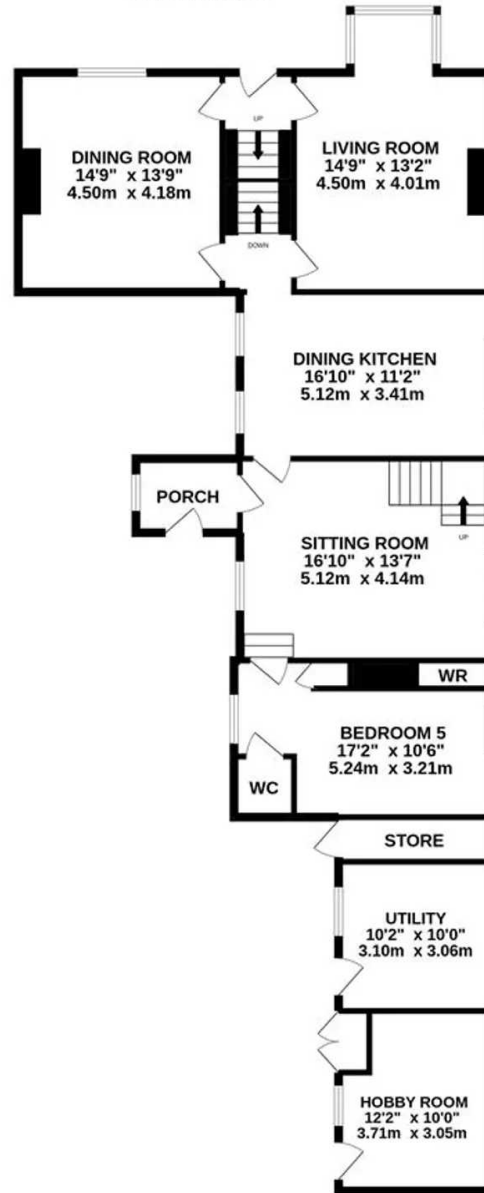 UP
DINING ROOM
14'9" x 13'9"
4.50m x 4.18m
LIVING ROOM
14'9" x 13'2"
4.50m x 4.01m
DOWN
DINING KITCHEN
16'10" x 11'2"
5.12m x 3.41m
PORCH
SITTING ROOM
16'10" x 13'7"
5.12m x 4.14m
UP
WR
BEDROOM 5
17'2" x 10'6"
5.24m x 3.21m
WC
STORE
UTILITY
10'2" x 10'0"
3.10m x 3.06m
HOBBY ROOM
12'2" x 10'0"
3.71m x 3.05m